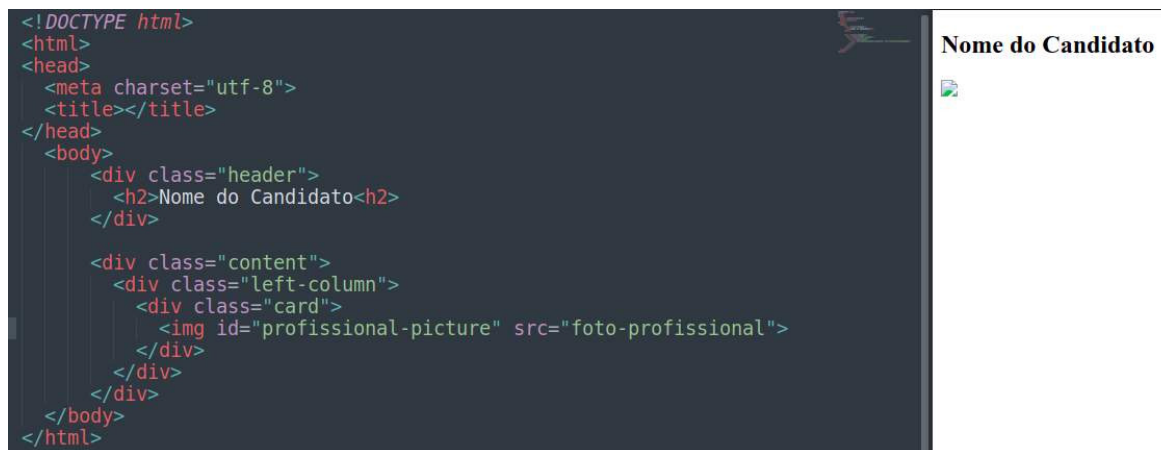 <!DOCTYPE html>
<html>
<head>
<meta charset="utf-8">
<title></title>
</head>
<body>
<div class="header">
<h2>Nome do Candidato<h2>
</div>
<div class="content">
<div class="left-column">
<div class="card">
<img id="profissional-picture" src="foto-profissional">
</div>
</div>
</div>
</body>
</html>
Nome do Candidato